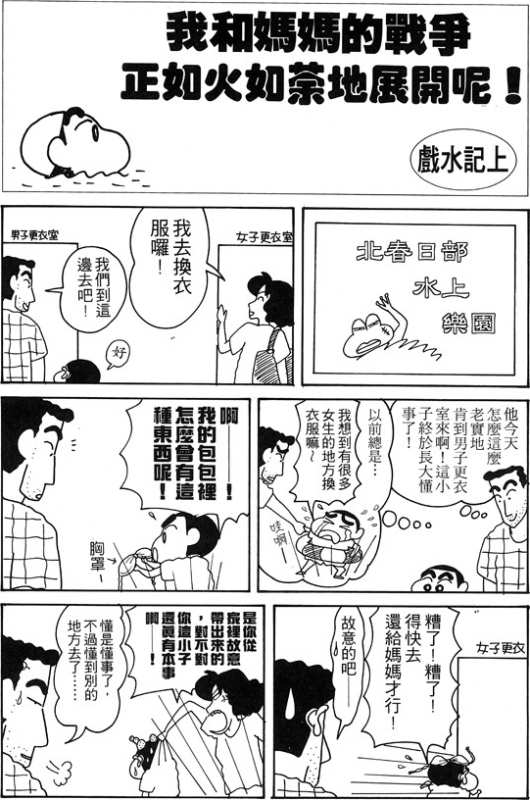 我和媽媽的戰爭
正如火如荼地展開呢！
戲水記上
北春日部
水上
樂園
女子更衣室
我去換衣
服囉！
男子更衣室
我們到這
邊去吧！
好
他今天
怎麼這麼
老實地
肯到男子更衣
室來啊！這小
子終於長大懂
事了！
以前總是…
我想到有很多
女生的地方換
衣服嘛～
哇啊
啊！
我的包包裡
怎麼會有這
種東西呢！
胸罩！
女子更衣
糟了！糟了！
得快去
還給媽媽才行！
故意的吧……
是你從
家裡故意
帶出來的
，對不對
你這小子
還真有本事
啊——！
懂是懂事了，
不過懂到別的
地方去了……